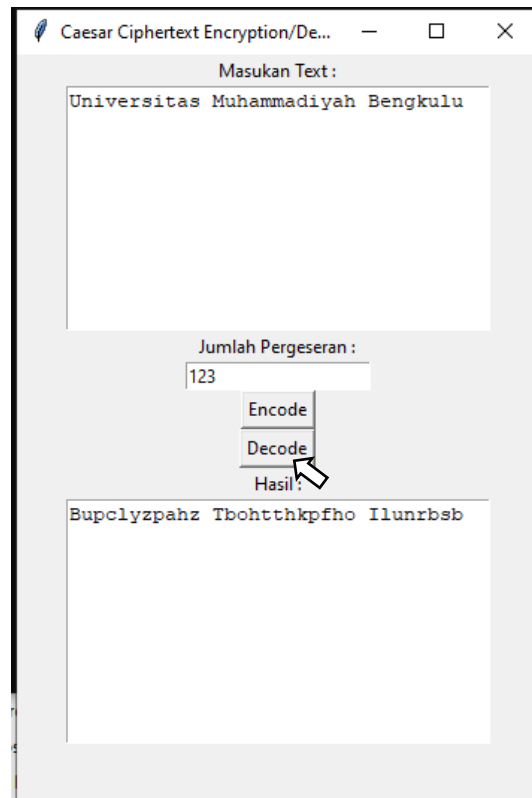 Caesar Ciphertext Encryption/De...
Masukan Text :
Universitas Muhammadiyah Bengkulu
Jumlah Pergeseran :
123
Encode
Decode
Hasil :
Bupclyzpahz Tbohtthkpfho Ilunrbsb